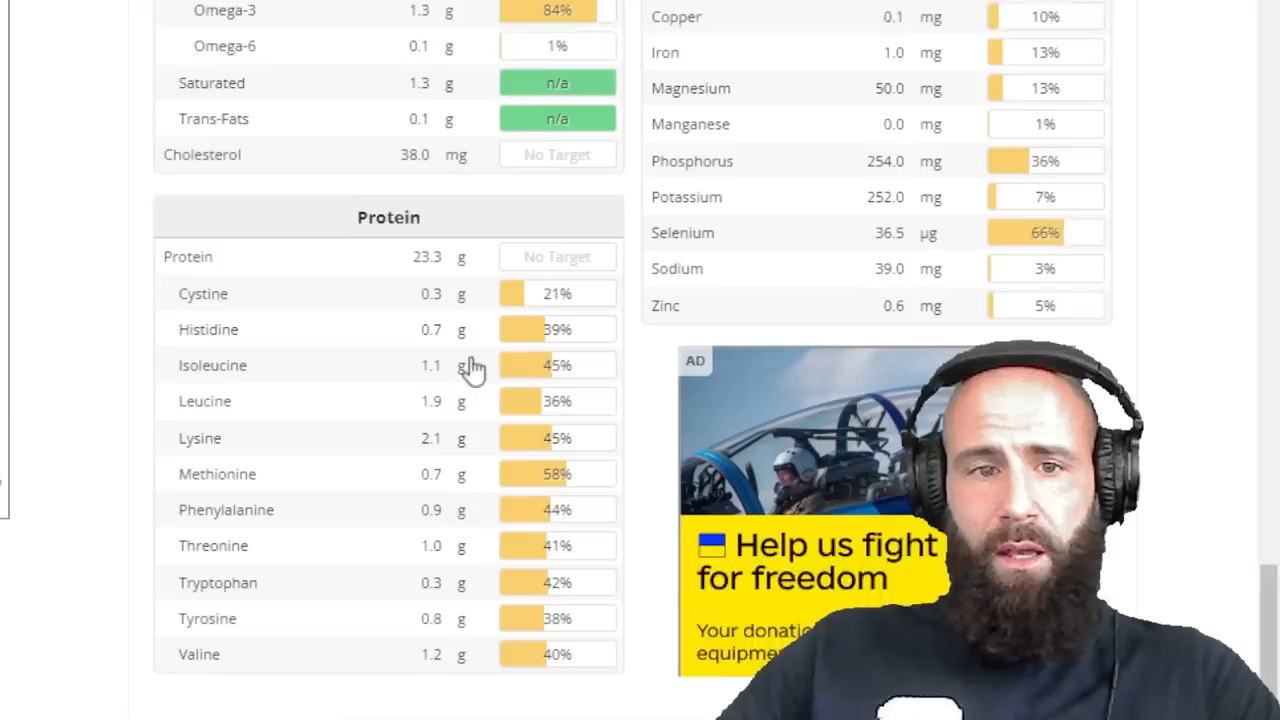 Omega-3 1.3 g 84%
Omega-6 0.1 g 1%
Saturated 1.3 g n/a
Trans-Fats 0.1 g n/a
Cholesterol 38.0 mg No Target
Protein
Protein 23.3 g No Target
Cystine 0.3 g 21%
Histidine 0.7 g 39%
Isoleucine 1.1 g 45%
Leucine 1.9 g 36%
Lysine 2.1 g 45%
Methionine 0.7 g 58%
Phenylalanine 0.9 g 44%
Threonine 1.0 g 41%
Tryptophan 0.3 g 42%
Tyrosine 0.8 g 38%
Valine 1.2 g 40%
Copper 0.1 mg 10%
Iron 1.0 mg 13%
Magnesium 50.0 mg 13%
Manganese 0.0 mg 1%
Phosphorus 254.0 mg 36%
Potassium 252.0 mg 7%
Selenium 36.5 µg 66%
Sodium 39.0 mg 3%
Zinc 0.6 mg 5%
AD
Help us fight
for freedom
Your